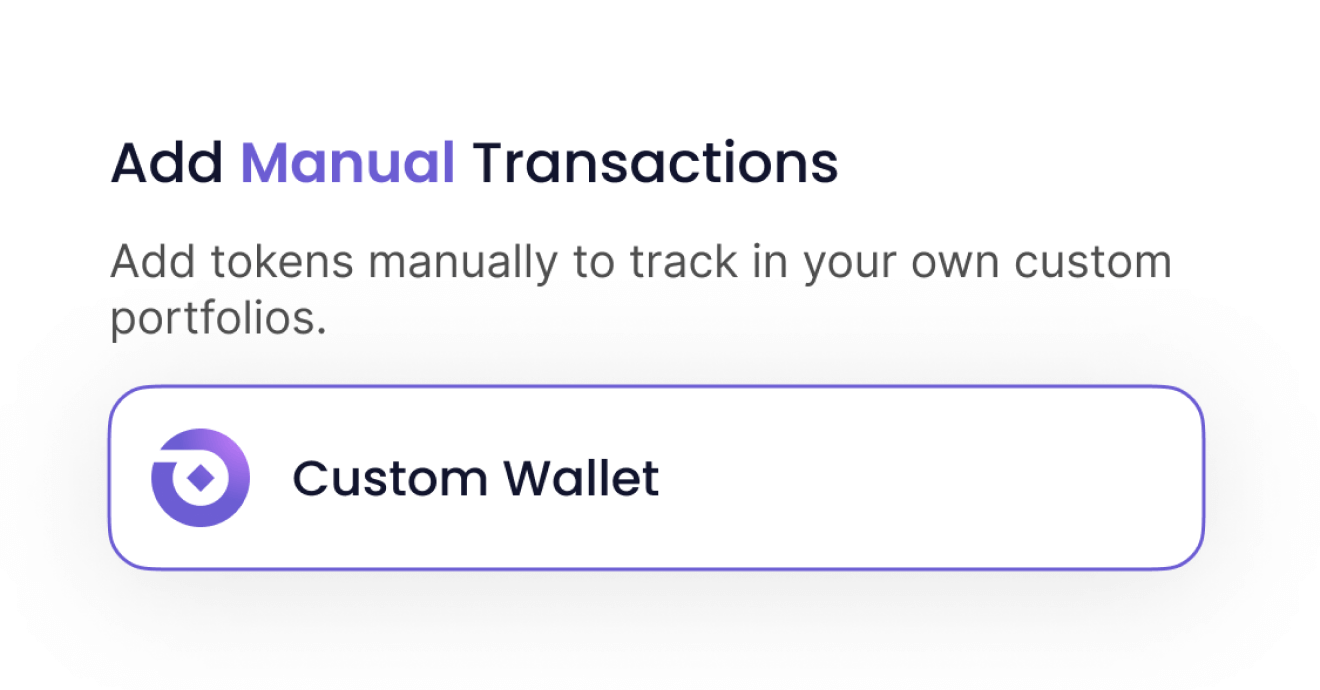 Add Manual Transactions
Add tokens manually to track in your own custom
portfolios.
Custom Wallet